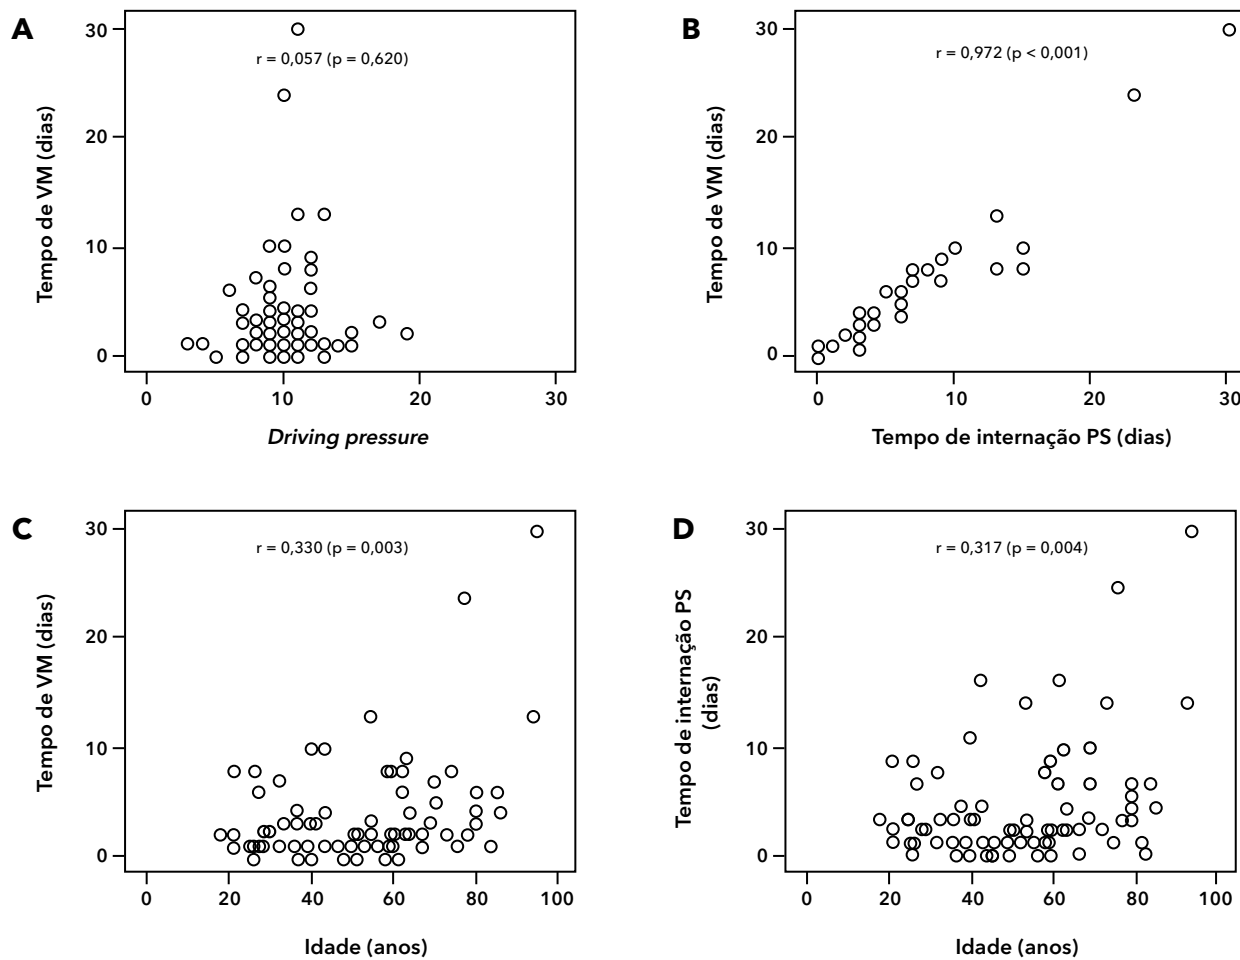 A
r = 0,057 (p = 0,620)
Tempo de VM (dias)
30
20
10
0
0 10 20 30
Driving pressure
B
r = 0,972 (p < 0,001)
Tempo de VM (dias)
30
20
10
0
0 10 20 30
Tempo de internação PS (dias)
C
r = 0,330 (p = 0,003)
Tempo de VM (dias)
30
20
10
0
0 20 40 60 80 100
Idade (anos)
D
r = 0,317 (p = 0,004)
Tempo de internação PS
(dias)
30
20
10
0
0 20 40 60 80 100
Idade (anos)